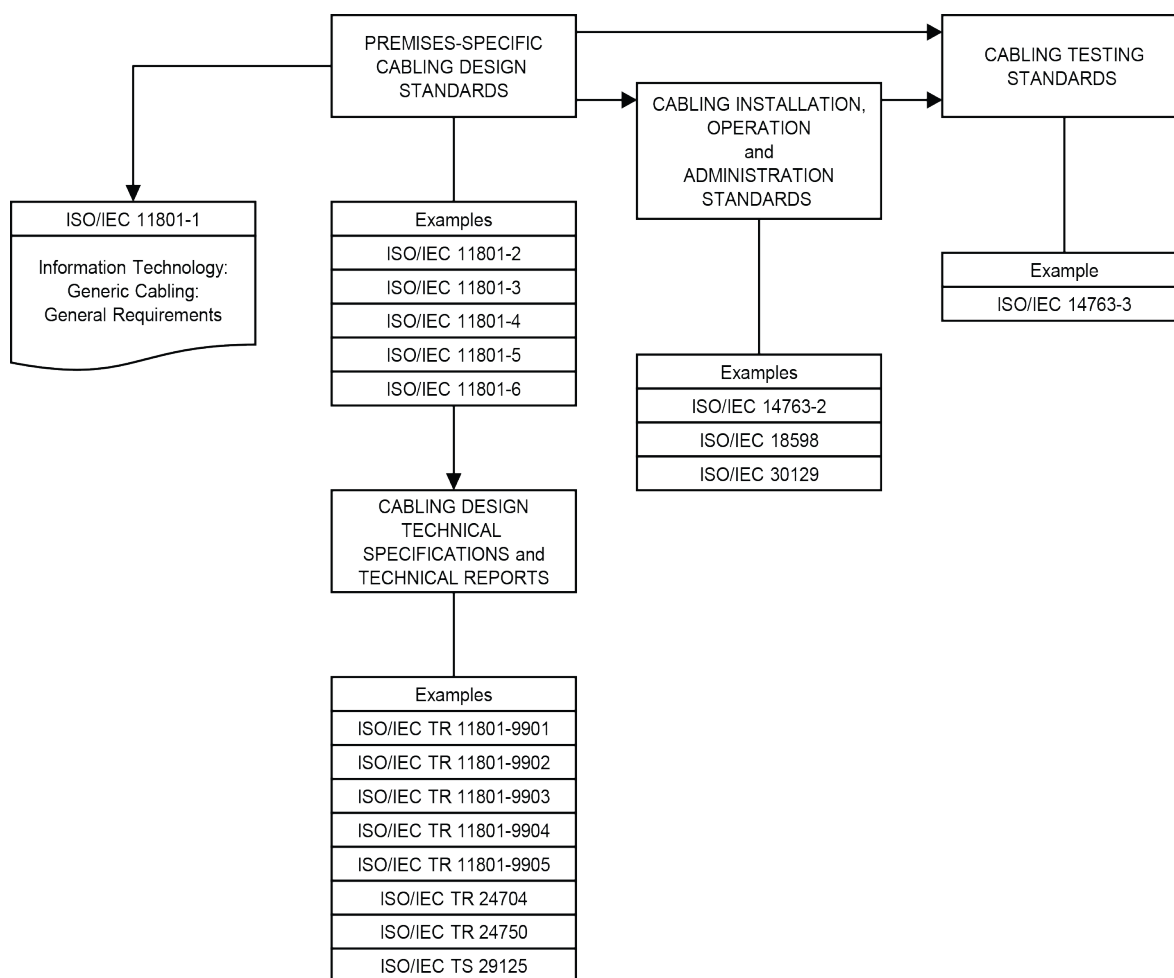 PREMISES-SPECIFIC
CABLING DESIGN
STANDARDS
CABLING TESTING
STANDARDS
CABLING INSTALLATION,
OPERATION
and
ADMINISTRATION
STANDARDS
ISO/IEC 11801-1
Information Technology:
Generic Cabling:
General Requirements
Examples
ISO/IEC 11801-2
ISO/IEC 11801-3
ISO/IEC 11801-4
ISO/IEC 11801-5
ISO/IEC 11801-6
Example
ISO/IEC 14763-3
Examples
ISO/IEC 14763-2
ISO/IEC 18598
ISO/IEC 30129
CABLING DESIGN
TECHNICAL
SPECIFICATIONS and
TECHNICAL REPORTS
Examples
ISO/IEC TR 11801-9901
ISO/IEC TR 11801-9902
ISO/IEC TR 11801-9903
ISO/IEC TR 11801-9904
ISO/IEC TR 11801-9905
ISO/IEC TR 24704
ISO/IEC TR 24750
ISO/IEC TS 29125